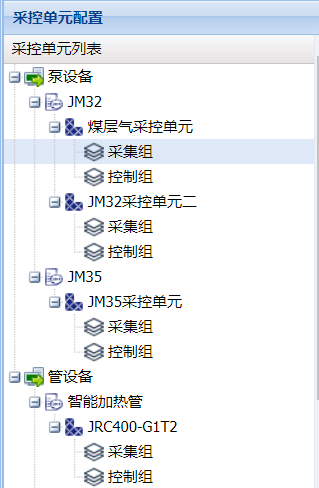 采控单元配置
采控单元列表
泵设备
JM32
煤层气采控单元
采集组
控制组
JM32采控单元二
采集组
控制组
JM35
JM35采控单元
采集组
控制组
管设备
智能加热管
JRC400-G1T2
采集组
控制组